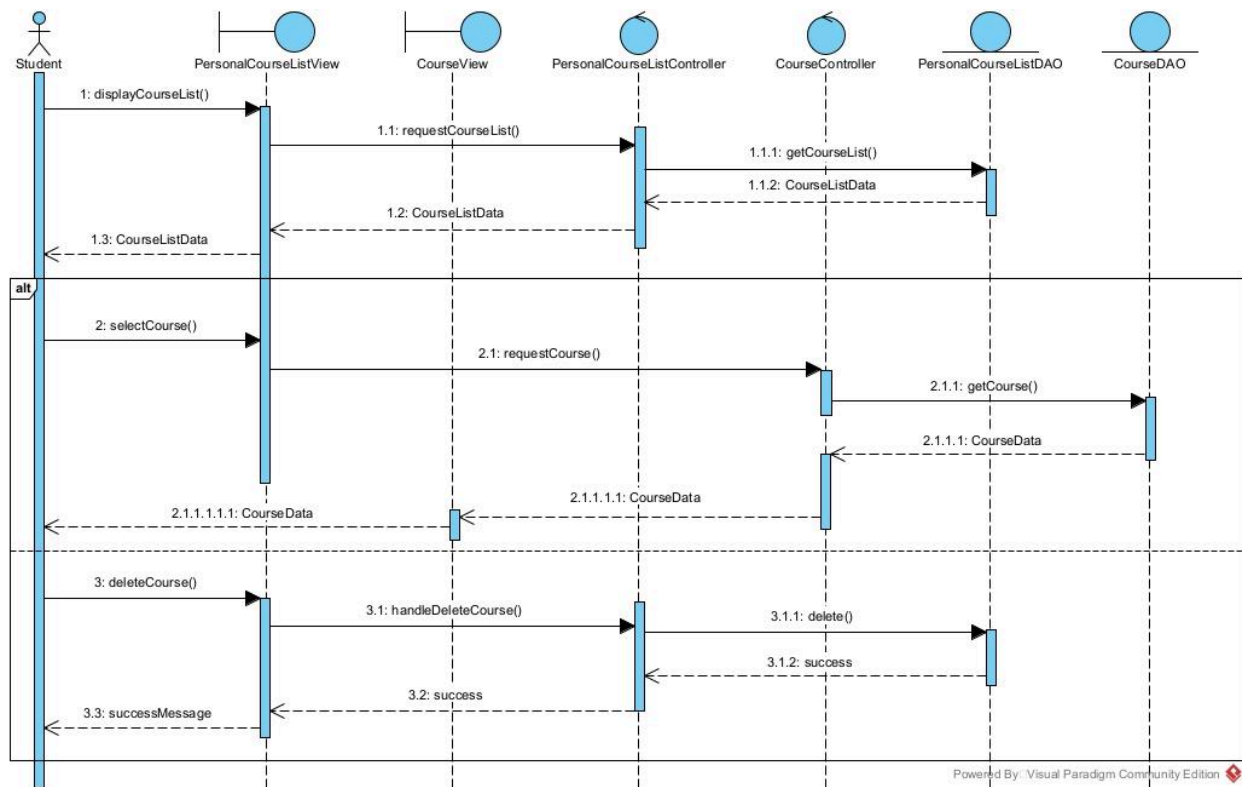 Student
PersonalCourseListView
CourseView
PersonalCourseListController
CourseController
PersonalCourseListDAO
CourseDAO
1: displayCourseList()
1.1: requestCourseList()
1.1.1: getCourseList()
1.1.2: CourseListData
1.2: CourseListData
1.3: CourseListData
alt
2: selectCourse()
2.1: requestCourse()
2.1.1: getCourse()
2.1.1.1: CourseData
2.1.1.1.1: CourseData
2.1.1.1.1.1: CourseData
3: deleteCourse()
3.1: handleDeleteCourse()
3.1.1: delete()
3.1.2: success
3.2: success
3.3: successMessage
Powered By: Visual Paradigm Community Edition